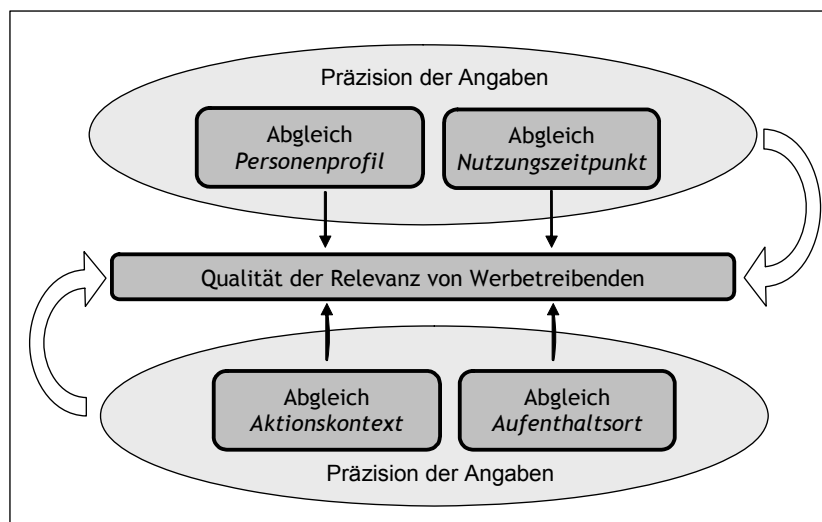 Präzision der Angaben
Abgleich
Personenprofil
Abgleich
Nutzungszeitpunkt
Qualität der Relevanz von Werbetreibenden
Abgleich
Aktionskontext
Abgleich
Aufenthaltsort
Präzision der Angaben